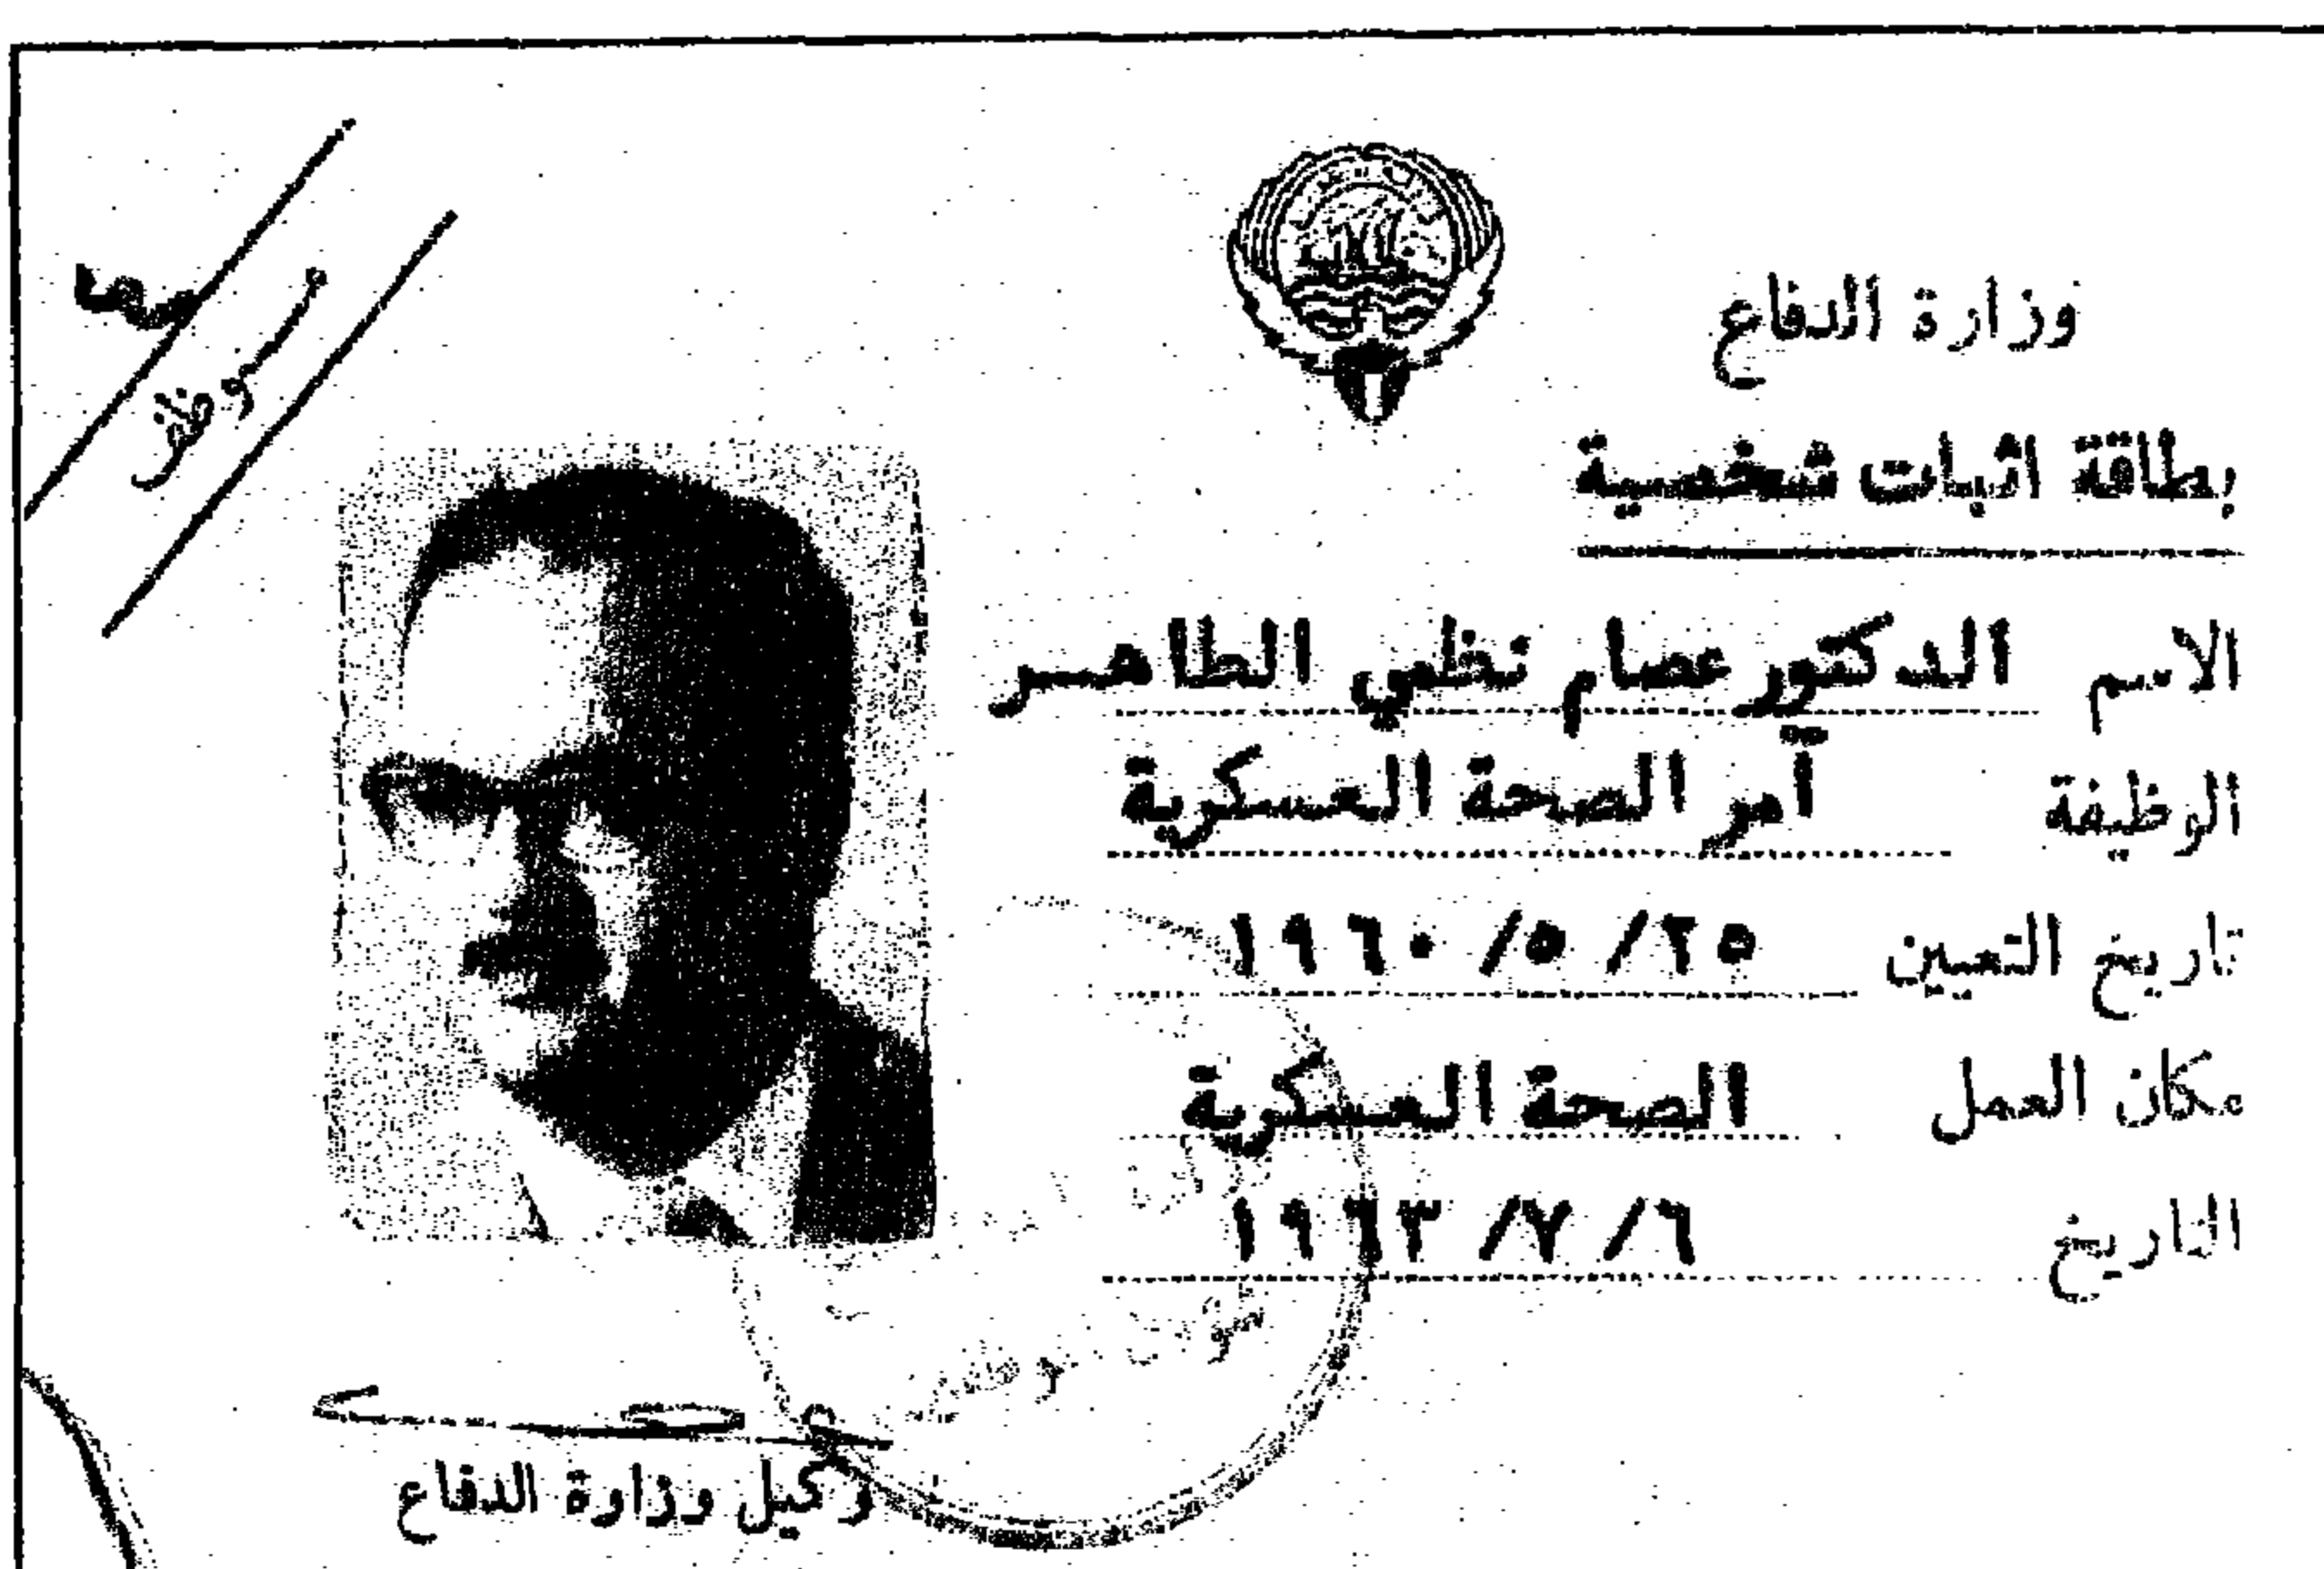 وزارة الدفاع
بطاقة اثبات شخصية
الاسم الدكتور عصام نظمي الطاهر
الوظيفة آمر الصحة العسكرية
تاريخ التعيين ٢٥/ ٥/ ١٩٦٠
مكان العمل الصحة العسكرية
التاريخ ٦/ ٧/ ١٩٦٣
وكيل وزارة الدفاع